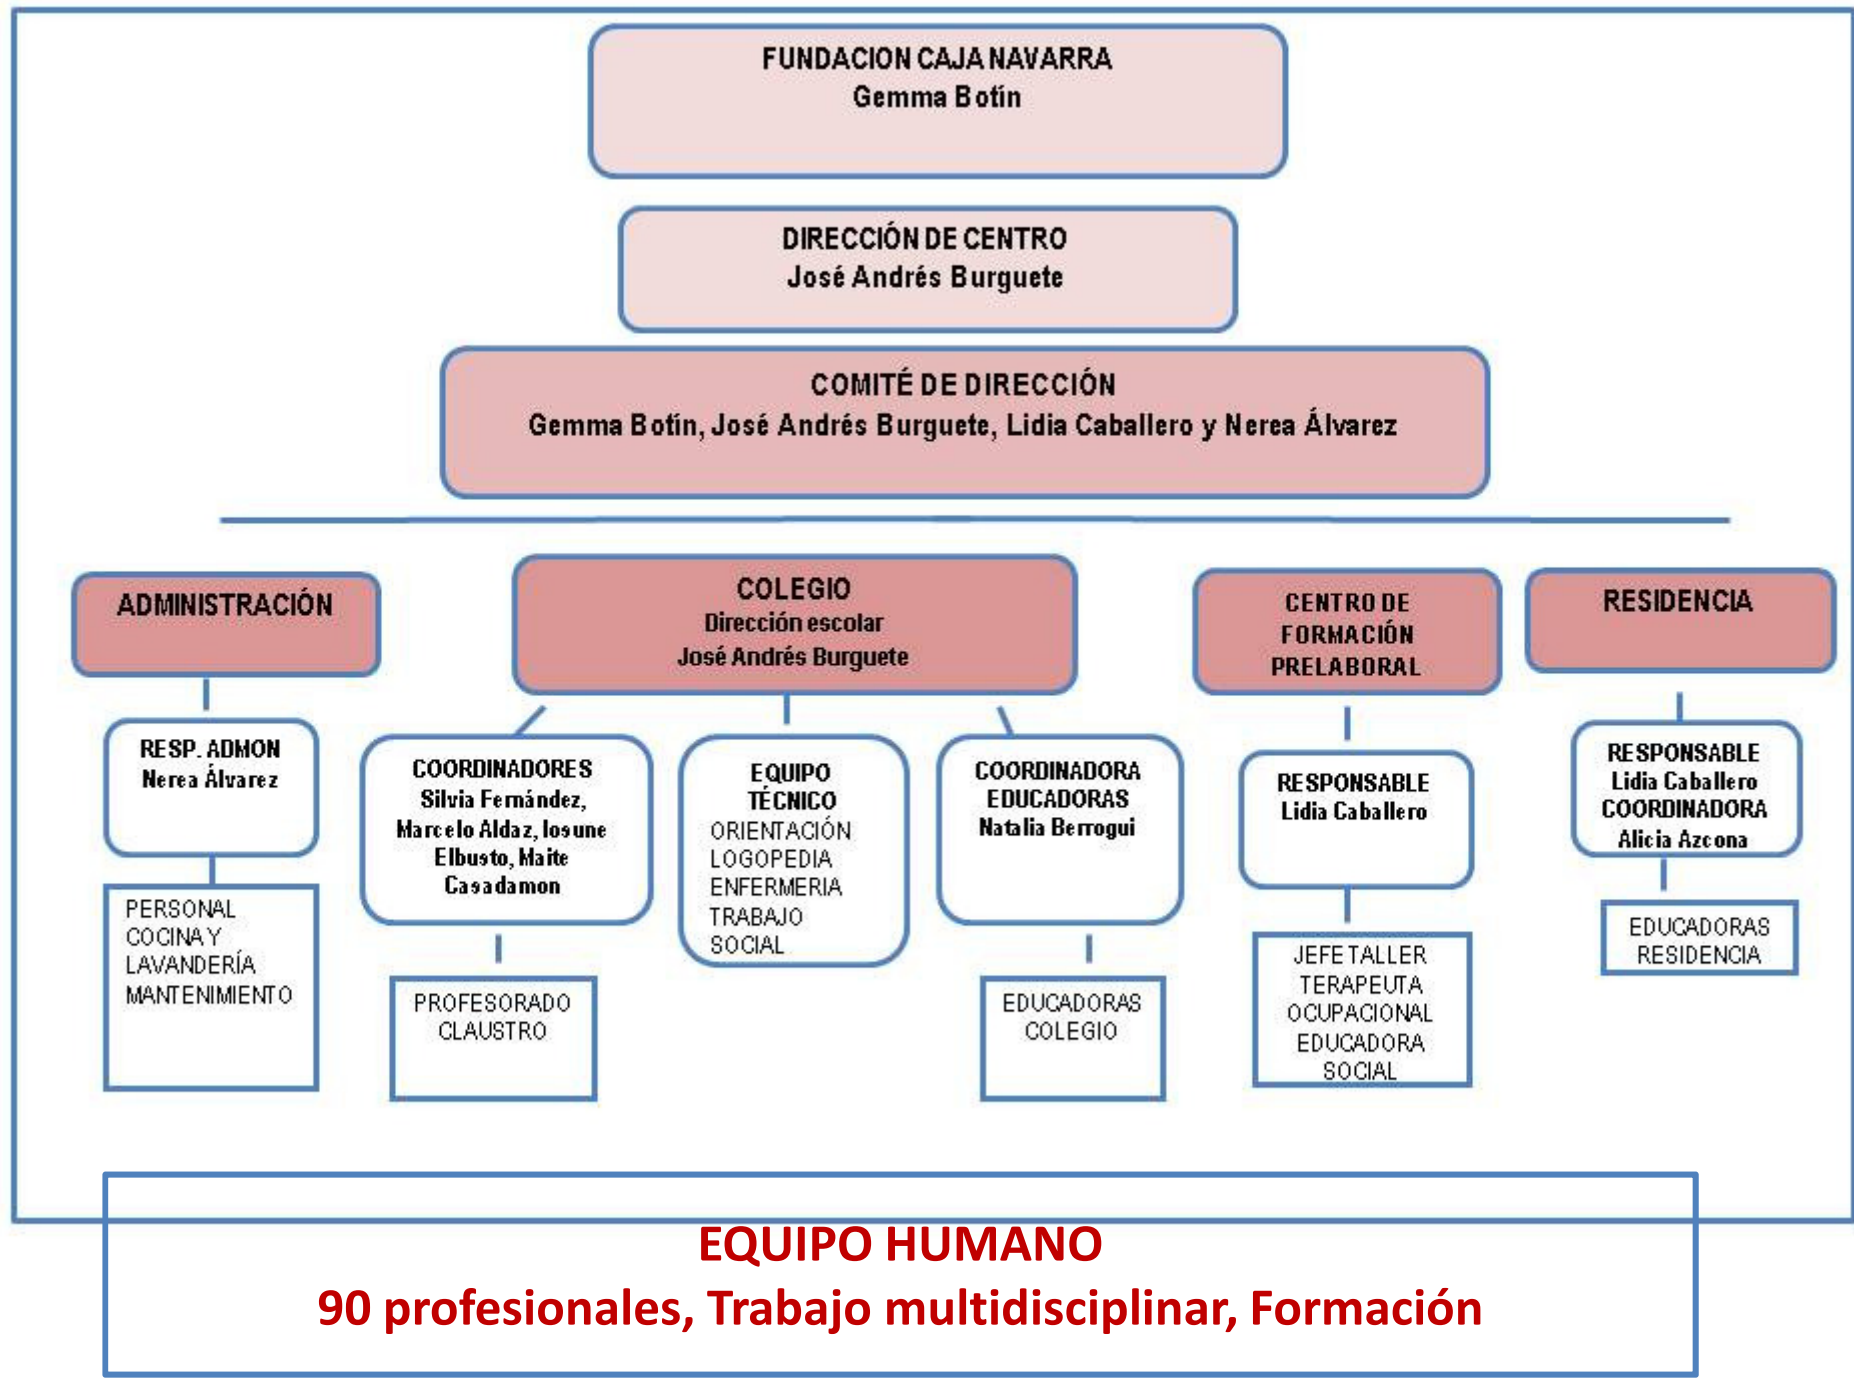 FUNDACION CAJA NAVARRA
Gemma Botín
DIRECCIÓN DE CENTRO
José Andrés Burguete
COMITÉ DE DIRECCIÓN
Gemma Botín, José Andrés Burguete, Lidia Caballero y Nerea Álvarez
ADMINISTRACIÓN
COLEGIO
Dirección escolar
José Andrés Burguete
CENTRO DE
FORMACIÓN
PRELABORAL
RESIDENCIA
RESP. ADMON
Nerea Álvarez
COORDINADORES
Silvia Fernández,
Marcelo Aldaz, Iosune
Elbusto, Maite
Casadamon
EQUIPO
TÉCNICO
ORIENTACIÓN
LOGOPEDIA
ENFERMERIA
TRABAJO
SOCIAL
COORDINADORA
EDUCADORAS
Natalia Berrogui
RESPONSABLE
Lidia Caballero
RESPONSABLE
Lidia Caballero
COORDINADORA
Alicia Azcona
PERSONAL
COCINA Y
LAVANDERÍA
MANTENIMIENTO
PROFESORADO
CLAUSTRO
EDUCADORAS
COLEGIO
JEFE TALLER
TERAPEUTA
OCUPACIONAL
EDUCADORA
SOCIAL
EDUCADORAS
RESIDENCIA
EQUIPO HUMANO
90 profesionales, Trabajo multidisciplinar, Formación